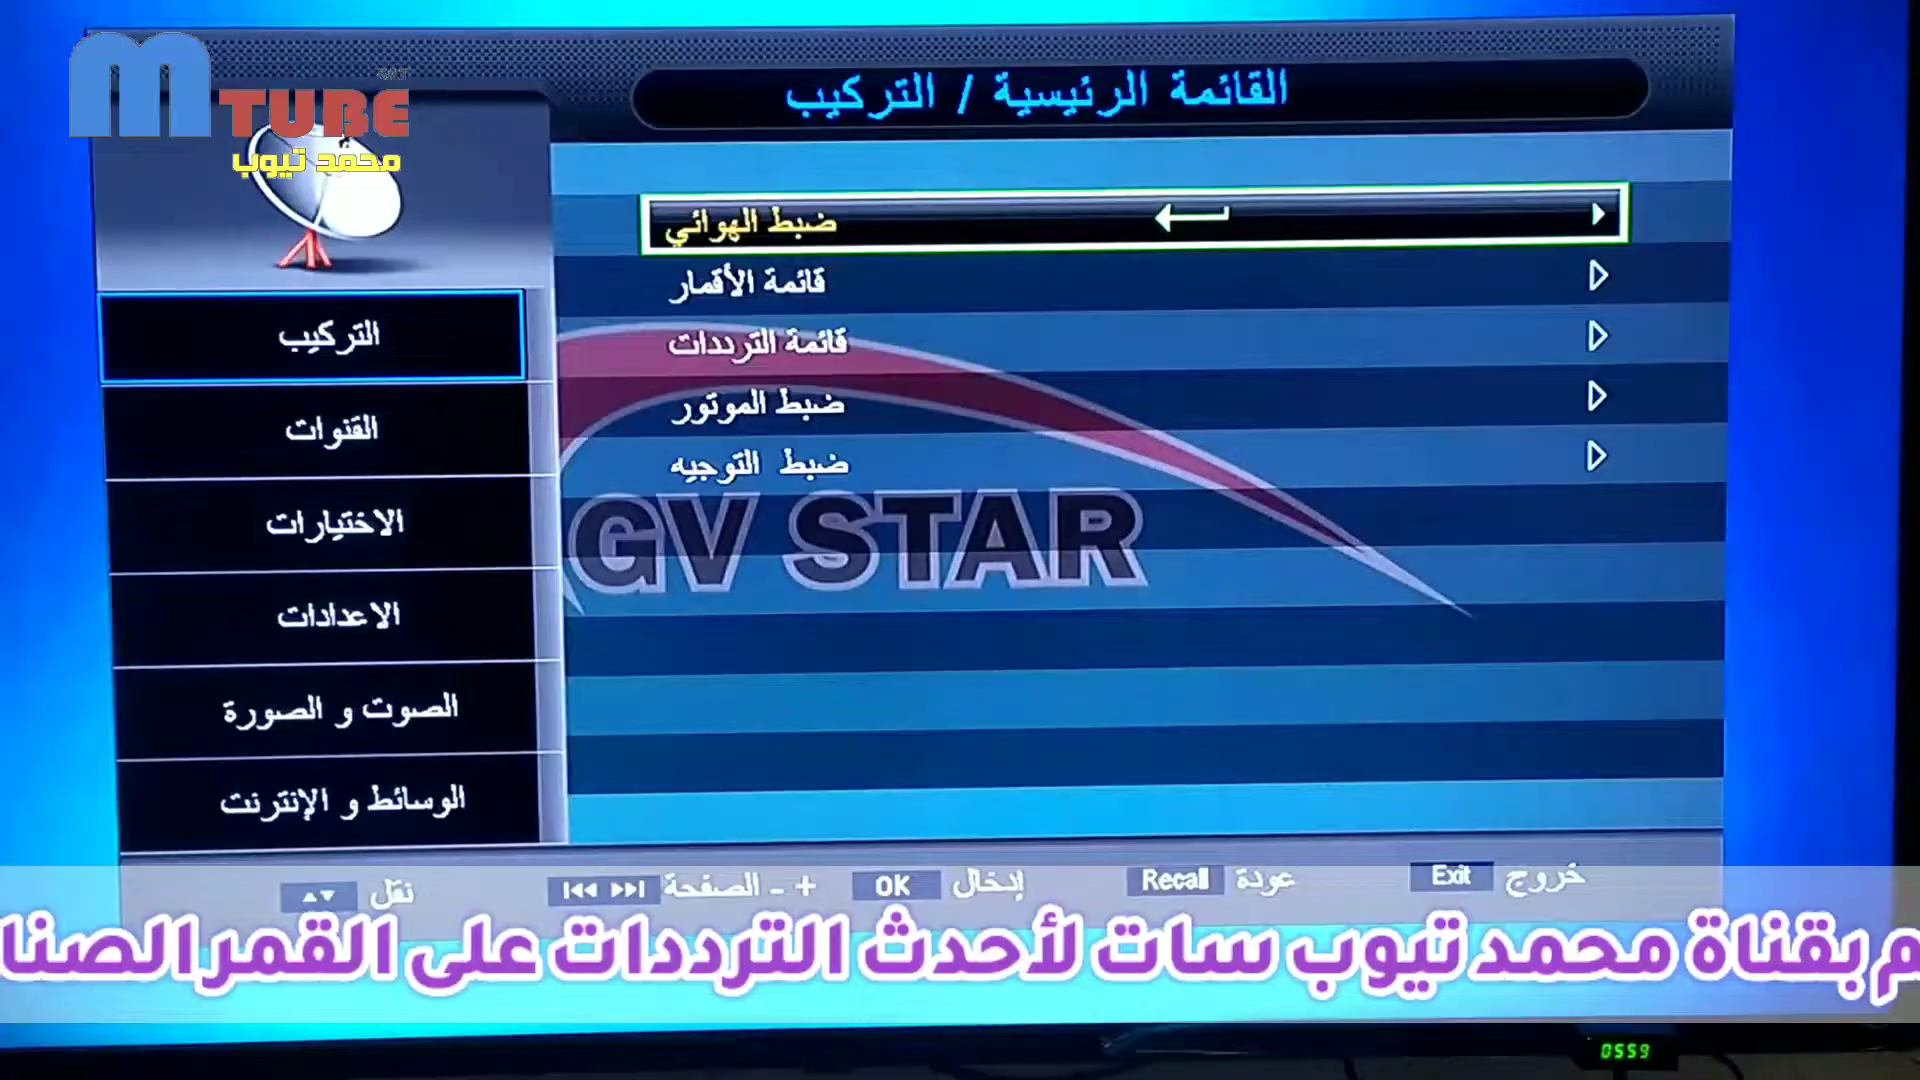 M TUBE
SAT
محمد تيوب
القائمة الرئيسية / التركيب
ضبط الهوائي
قائمة الأقمار
قائمة الترددات
ضبط الموتور
ضبط التوجيه
GV STAR
التركيب
القنوات
الاختيارات
الاعدادات
الصوت و الصورة
الوسائط و الإنترنت
نقل
+ - الصفحة
OK إدخال
Recall عودة
Exit خروج
م بقناة محمد تيوب سات لأحدث الترددات على القمر الصنا
0559